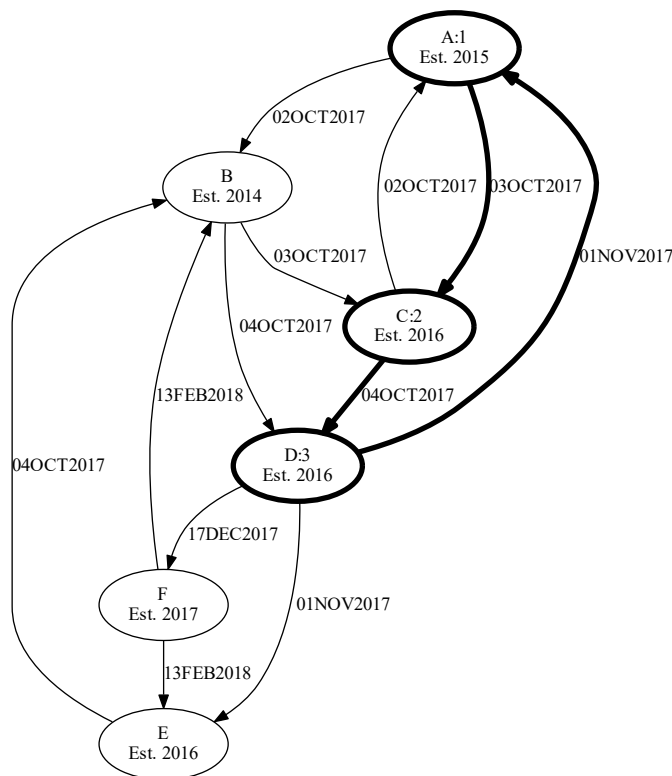 A:1
Est. 2015
02OCT2017
B
Est. 2014
02OCT2017
03OCT2017
03OCT2017
01NOV2017
C:2
Est. 2016
04OCT2017
13FEB2018
04OCT2017
D:3
Est. 2016
04OCT2017
17DEC2017
F
Est. 2017
01NOV2017
13FEB2018
E
Est. 2016